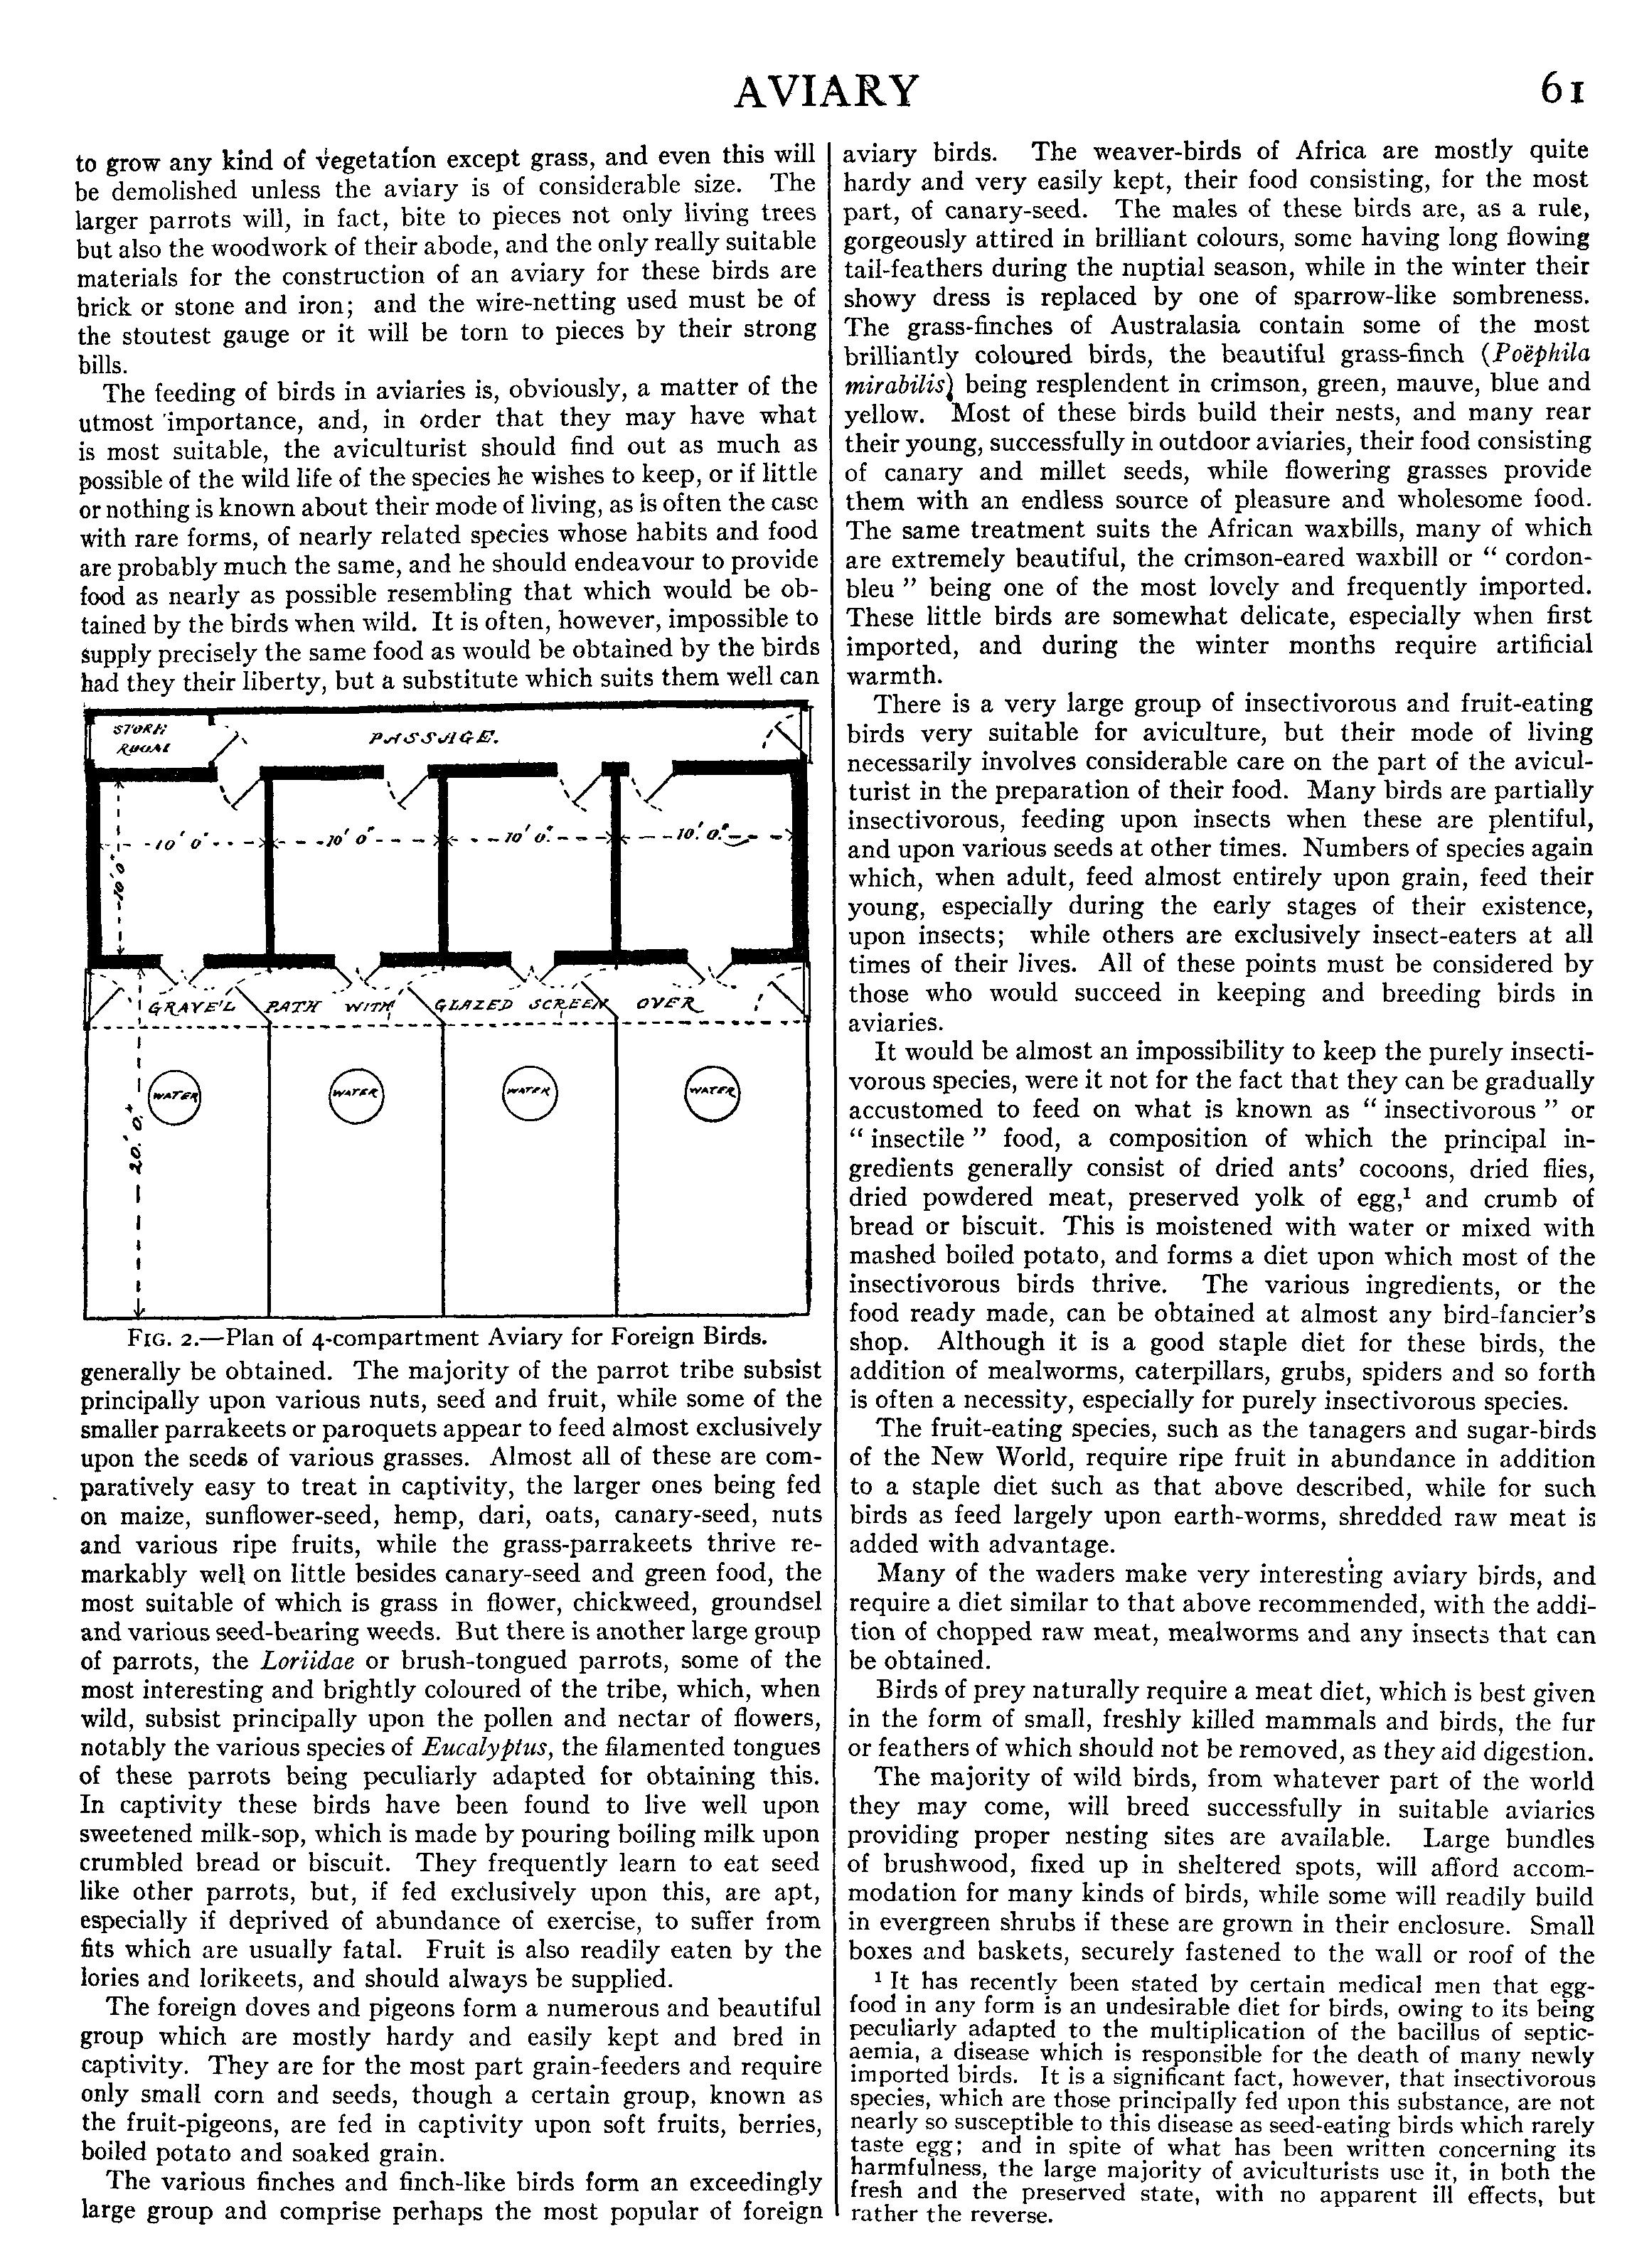 AVIARY
61
to grow any kind of vegetation except grass, and even this will
be demolished unless the aviary is of considerable size. The
larger parrots will, in fact, bite to pieces not only living trees
but also the woodwork of their abode, and the only really suitable
materials for the construction of an aviary for these birds are
brick or stone and iron; and the wire-netting used must be of
the stoutest gauge or it will be torn to pieces by their strong
bills.
The feeding of birds in aviaries is, obviously, a matter of the
utmost importance, and, in order that they may have what
is most suitable, the aviculturist should find out as much as
possible of the wild life of the species he wishes to keep, or if little
or nothing is known about their mode of living, as is often the case
with rare forms, of nearly related species whose habits and food
are probably much the same, and he should endeavour to provide
food as nearly as possible resembling that which would be ob-
tained by the birds when wild. It is often, however, impossible to
supply precisely the same food as would be obtained by the birds
had they their liberty, but a substitute which suits them well can
STORE
ROOM
PASSAGE.
10' 0"
10' 0"
10' 0"
10' 0"
10' 0"
GRAVEL PATH WITH GLAZED SCREEN OVER
WATER
WATER
WATER
WATER
20' 0"
FIG. 2.—Plan of 4-compartment Aviary for Foreign Birds.
generally be obtained. The majority of the parrot tribe subsist
principally upon various nuts, seed and fruit, while some of the
smaller parrakeets or paroquets appear to feed almost exclusively
upon the seeds of various grasses. Almost all of these are com-
paratively easy to treat in captivity, the larger ones being fed
on maize, sunflower-seed, hemp, dari, oats, canary-seed, nuts
and various ripe fruits, while the grass-parrakeets thrive re-
markably well on little besides canary-seed and green food, the
most suitable of which is grass in flower, chickweed, groundsel
and various seed-bearing weeds. But there is another large group
of parrots, the Loriidae or brush-tongued parrots, some of the
most interesting and brightly coloured of the tribe, which, when
wild, subsist principally upon the pollen and nectar of flowers,
notably the various species of Eucalyptus, the filamented tongues
of these parrots being peculiarly adapted for obtaining this.
In captivity these birds have been found to live well upon
sweetened milk-sop, which is made by pouring boiling milk upon
crumbled bread or biscuit. They frequently learn to eat seed
like other parrots, but, if fed exclusively upon this, are apt,
especially if deprived of abundance of exercise, to suffer from
fits which are usually fatal. Fruit is also readily eaten by the
lories and lorikeets, and should always be supplied.
The foreign doves and pigeons form a numerous and beautiful
group which are mostly hardy and easily kept and bred in
captivity. They are for the most part grain-feeders and require
only small corn and seeds, though a certain group, known as
the fruit-pigeons, are fed in captivity upon soft fruits, berries,
boiled potato and soaked grain.
The various finches and finch-like birds form an exceedingly
large group and comprise perhaps the most popular of foreign
aviary birds. The weaver-birds of Africa are mostly quite
hardy and very easily kept, their food consisting, for the most
part, of canary-seed. The males of these birds are, as a rule,
gorgeously attired in brilliant colours, some having long flowing
tail-feathers during the nuptial season, while in the winter their
showy dress is replaced by one of sparrow-like sombreness.
The grass-finches of Australasia contain some of the most
brilliantly coloured birds, the beautiful grass-finch (Poëphila
mirabilis) being resplendent in crimson, green, mauve, blue and
yellow. Most of these birds build their nests, and many rear
their young, successfully in outdoor aviaries, their food consisting
of canary and millet seeds, while flowering grasses provide
them with an endless source of pleasure and wholesome food.
The same treatment suits the African waxbills, many of which
are extremely beautiful, the crimson-eared waxbill or " cordon-
bleu " being one of the most lovely and frequently imported.
These little birds are somewhat delicate, especially when first
imported, and during the winter months require artificial
warmth.
There is a very large group of insectivorous and fruit-eating
birds very suitable for aviculture, but their mode of living
necessarily involves considerable care on the part of the avicul-
turist in the preparation of their food. Many birds are partially
insectivorous, feeding upon insects when these are plentiful,
and upon various seeds at other times. Numbers of species again
which, when adult, feed almost entirely upon grain, feed their
young, especially during the early stages of their existence,
upon insects; while others are exclusively insect-eaters at all
times of their lives. All of these points must be considered by
those who would succeed in keeping and breeding birds in
aviaries.
It would be almost an impossibility to keep the purely insecti-
vorous species, were it not for the fact that they can be gradually
accustomed to feed on what is known as " insectivorous " or
" insectile " food, a composition of which the principal in-
gredients generally consist of dried ants' cocoons, dried flies,
dried powdered meat, preserved yolk of egg,¹ and crumb of
bread or biscuit. This is moistened with water or mixed with
mashed boiled potato, and forms a diet upon which most of the
insectivorous birds thrive. The various ingredients, or the
food ready made, can be obtained at almost any bird-fancier's
shop. Although it is a good staple diet for these birds, the
addition of mealworms, caterpillars, grubs, spiders and so forth
is often a necessity, especially for purely insectivorous species.
The fruit-eating species, such as the tanagers and sugar-birds
of the New World, require ripe fruit in abundance in addition
to a staple diet such as that above described, while for such
birds as feed largely upon earth-worms, shredded raw meat is
added with advantage.
Many of the waders make very interesting aviary birds, and
require a diet similar to that above recommended, with the addi-
tion of chopped raw meat, mealworms and any insects that can
be obtained.
Birds of prey naturally require a meat diet, which is best given
in the form of small, freshly killed mammals and birds, the fur
or feathers of which should not be removed, as they aid digestion.
The majority of wild birds, from whatever part of the world
they may come, will breed successfully in suitable aviaries
providing proper nesting sites are available. Large bundles
of brushwood, fixed up in sheltered spots, will afford accom-
modation for many kinds of birds, while some will readily build
in evergreen shrubs if these are grown in their enclosure. Small
boxes and baskets, securely fastened to the wall or roof of the
¹ It has recently been stated by certain medical men that egg-
food in any form is an undesirable diet for birds, owing to its being
peculiarly adapted to the multiplication of the bacillus of septic-
aemia, a disease which is responsible for the death of many newly
imported birds. It is a significant fact, however, that insectivorous
species, which are those principally fed upon this substance, are not
nearly so susceptible to this disease as seed-eating birds which rarely
taste egg; and in spite of what has been written concerning its
harmfulness, the large majority of aviculturists use it, in both the
fresh and the preserved state, with no apparent ill effects, but
rather the reverse.